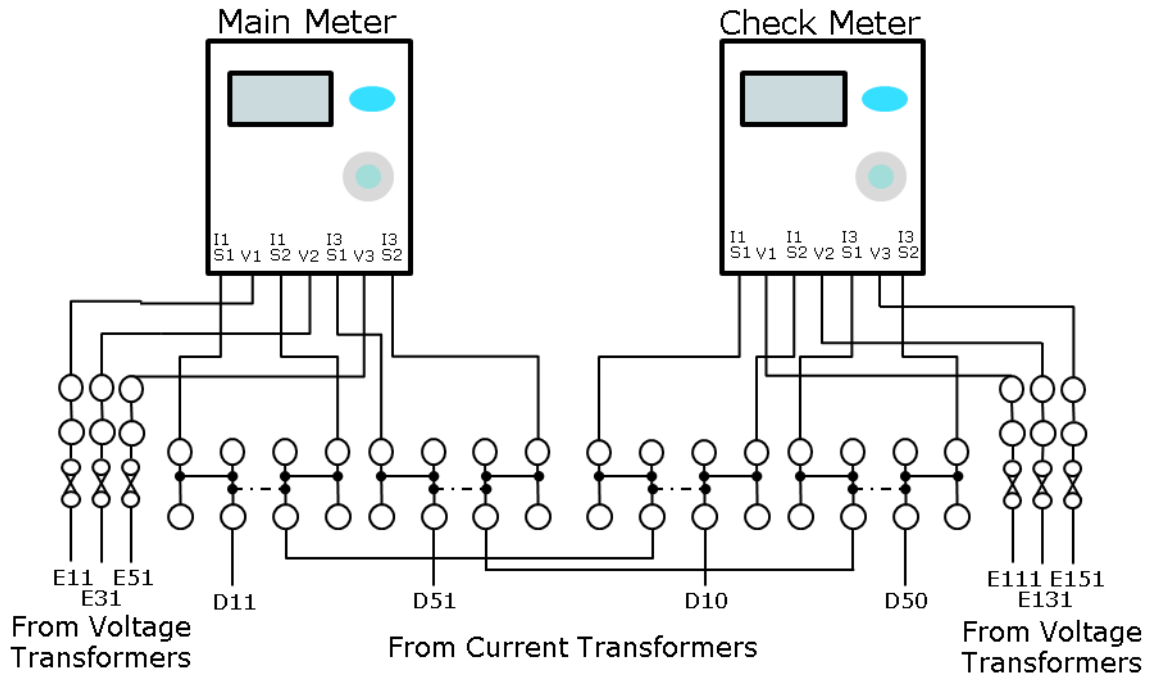 Main Meter
Check Meter
I1 I1 I3 I3
S1 V1 S2 V2 S1 V3 S2
I1 I1 I3 I3
S1 V1 S2 V2 S1 V3 S2
E11 E51
E31
D11
D51
D10
D50
E111 E151
E131
From Voltage
Transformers
From Current Transformers
From Voltage
Transformers